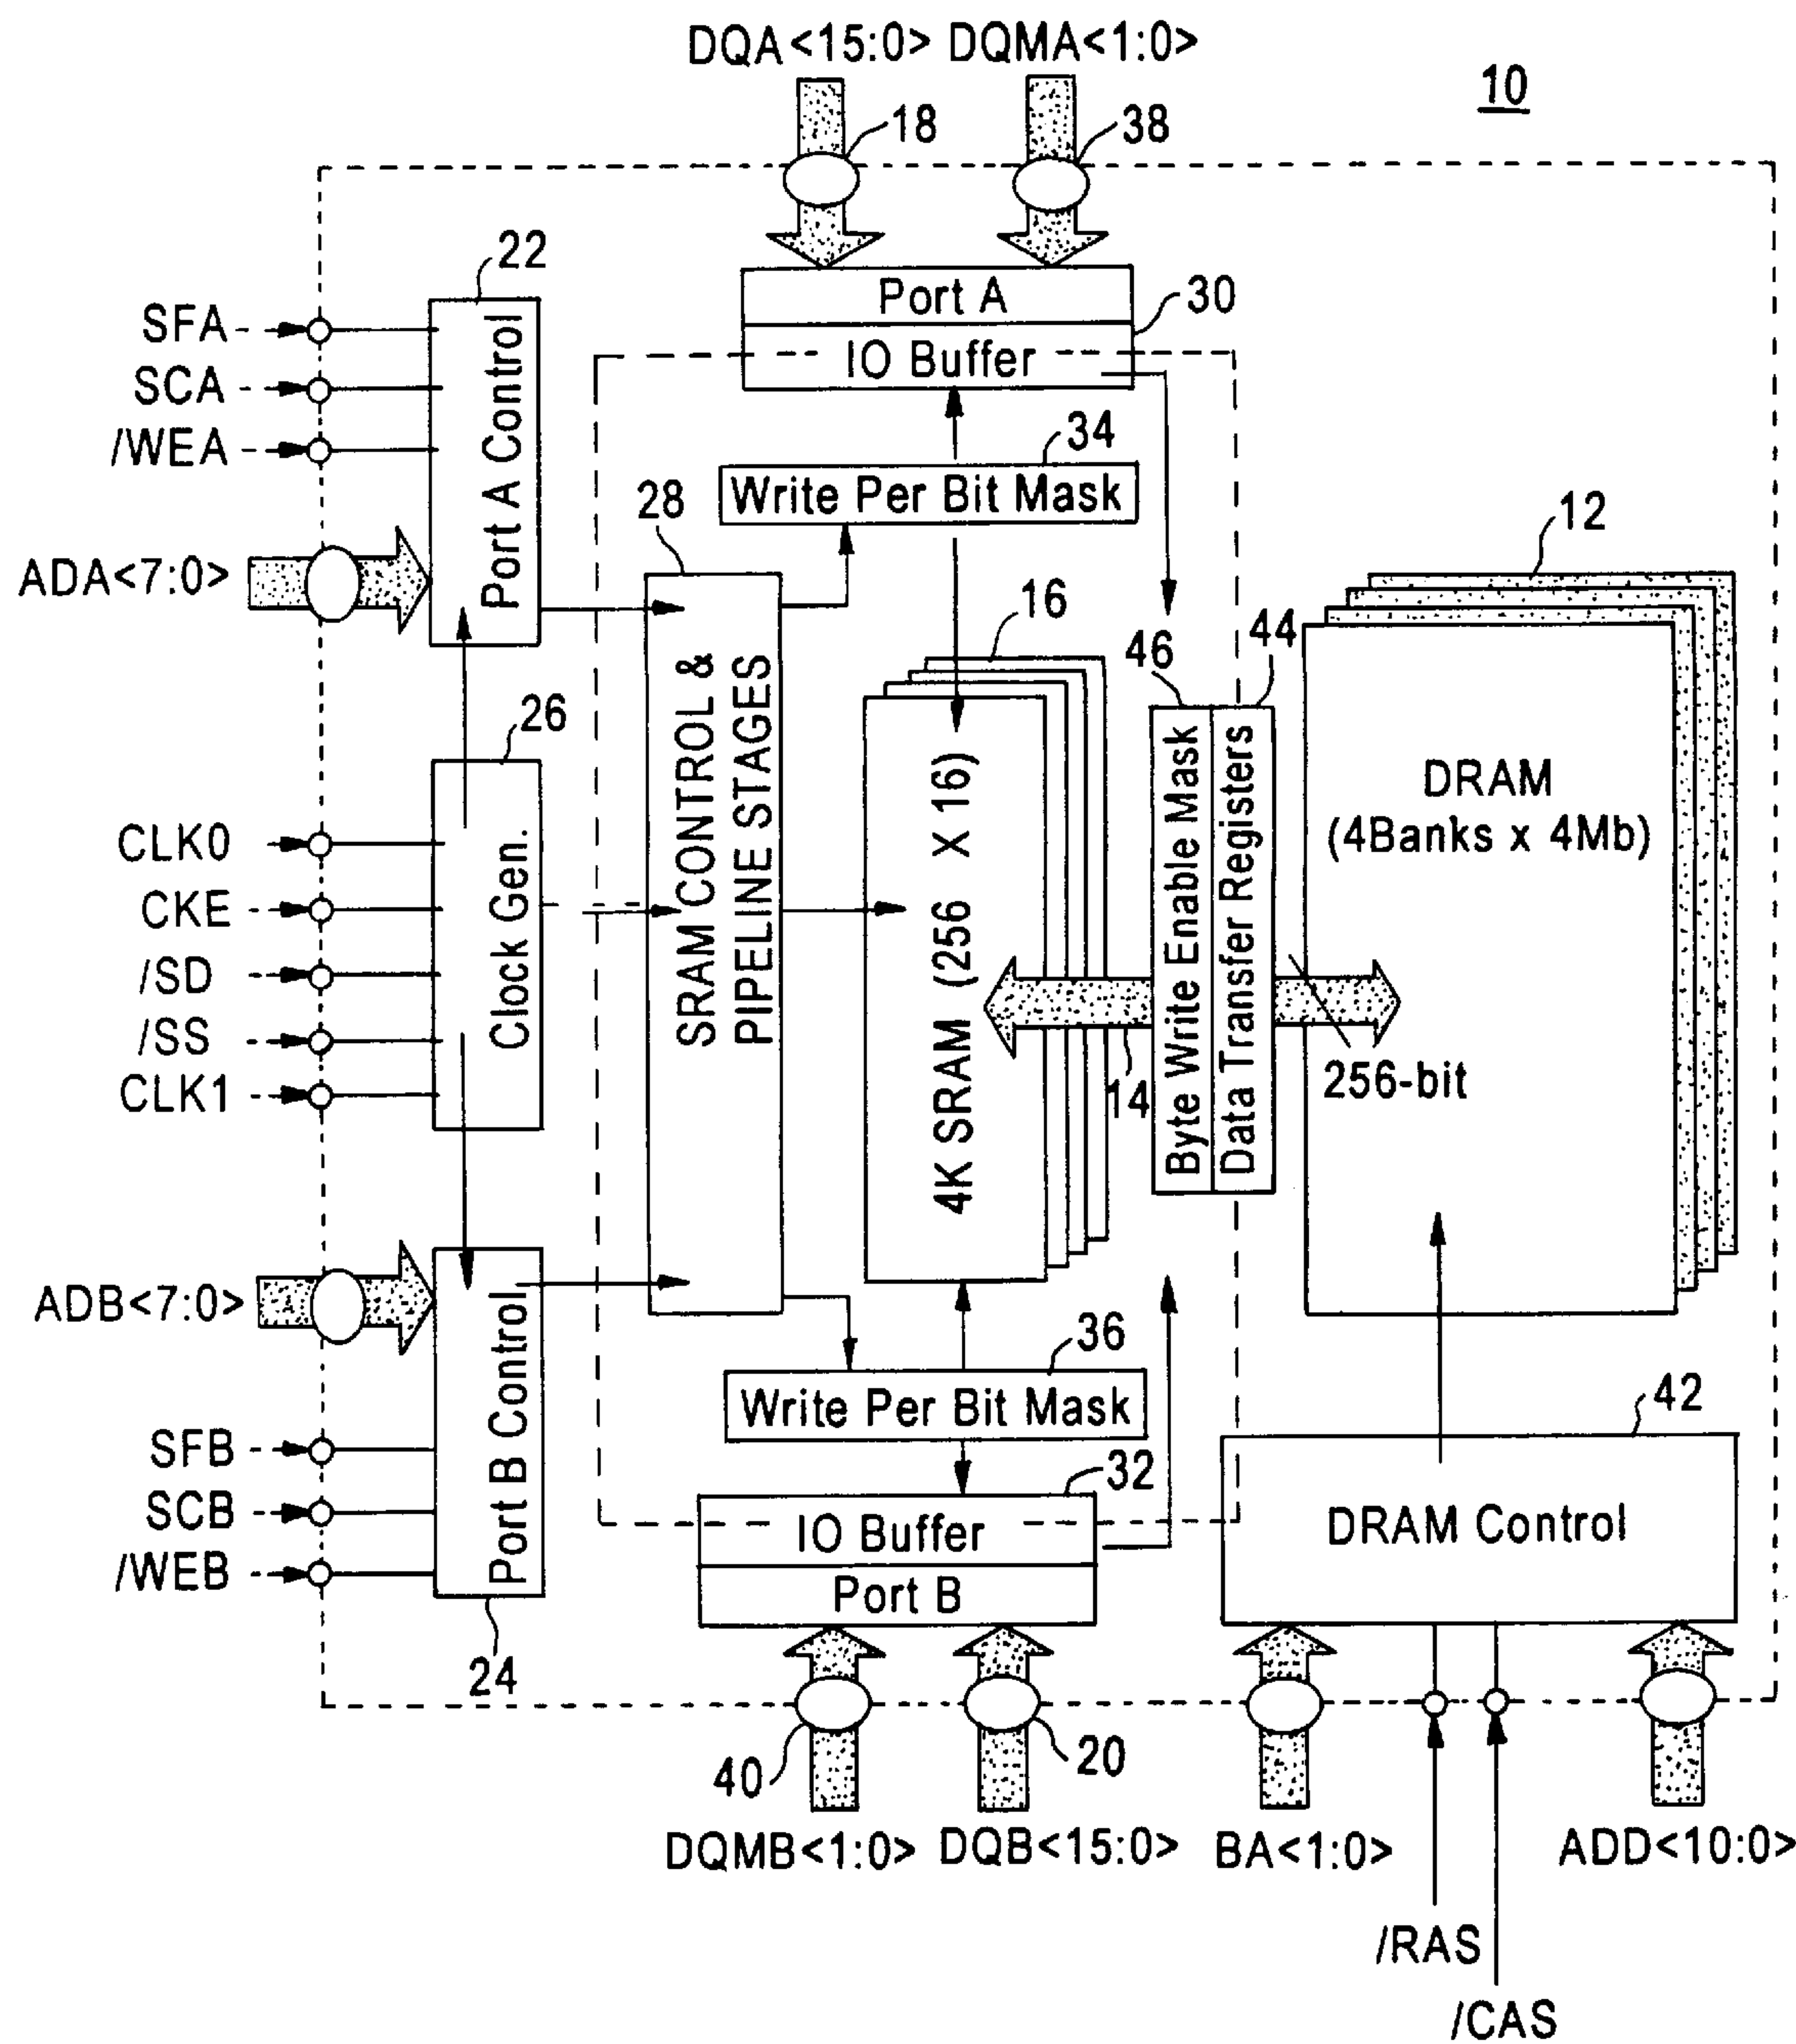 DQA<15:0> DQMA<1:0>
10
18
38
22
Port A
30
SFA
SCA
/WEA
Port A Control
IO Buffer
34
Write Per Bit Mask
28
12
ADA<7:0>
16
46
44
26
SRAM CONTROL &
PIPELINE STAGES
4K SRAM (256 X 16)
Byte Write Enable Mask
Data Transfer Registers
DRAM
(4Banks x 4Mb)
CLK0
CKE
/SD
/SS
CLK1
Clock Gen.
14
256-bit
ADB<7:0>
Port B Control
36
Write Per Bit Mask
42
SFB
SCB
/WEB
32
IO Buffer
Port B
DRAM Control
24
40
20
DQMB<1:0> DQB<15:0> BA<1:0> ADD<10:0>
/RAS
/CAS